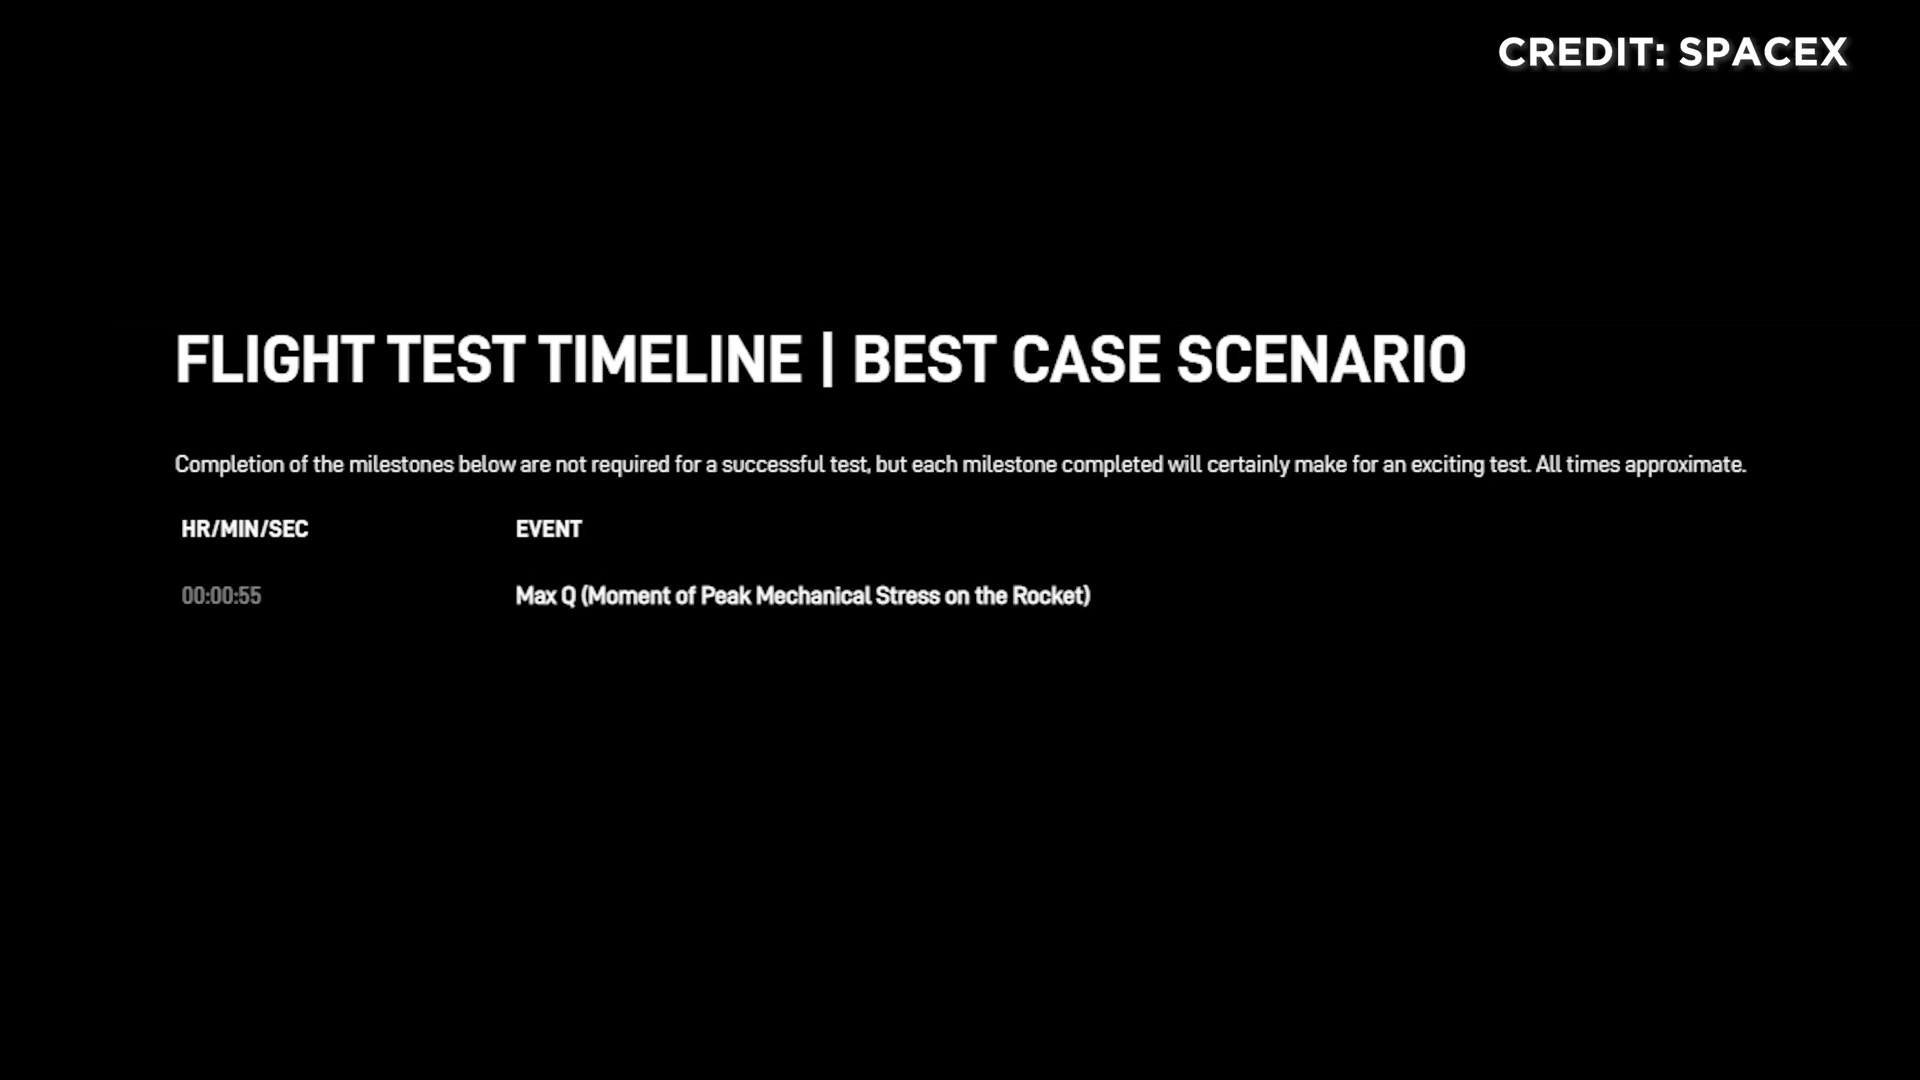 CREDIT: SPACEX
FLIGHT TEST TIMELINE | BEST CASE SCENARIO
Completion of the milestones below are not required for a successful test, but each milestone completed will certainly make for an exciting test. All times approximate.
HR/MIN/SEC EVENT
00:00:55 Max Q (Moment of Peak Mechanical Stress on the Rocket)